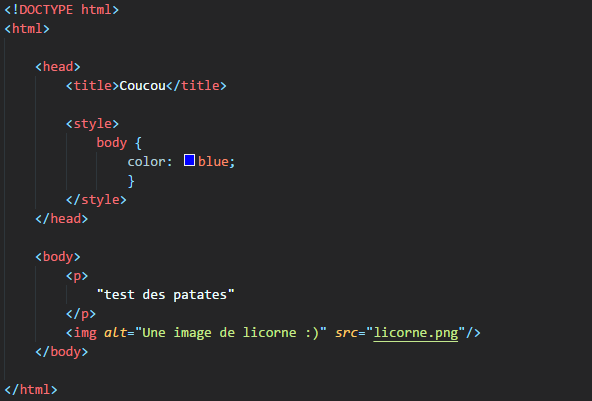 <!DOCTYPE html>
<html>
<head>
<title>Coucou</title>
<style>
body {
color: blue;
}
</style>
</head>
<body>
<p>
"test des patates"
</p>
<img alt="Une image de licorne :)" src="licorne.png"/>
</body>
</html>